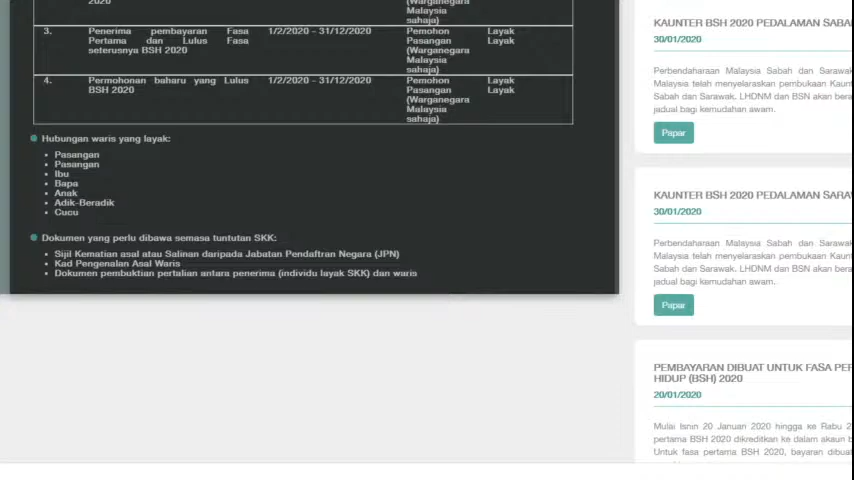 2020
(Warganegara
Malaysia
sahaja)
3. Penerima pembayaran Fasa 1/2/2020 - 31/12/2020 Pemohon Layak
Pertama dan Lulus Fasa Pasangan Layak
seterusnya BSH 2020 (Warganegara
Malaysia
sahaja)
4. Permohonan baharu yang Lulus 1/2/2020 - 31/12/2020 Pemohon Layak
BSH 2020 Pasangan Layak
(Warganegara
Malaysia
sahaja)
Hubungan waris yang layak:
Pasangan
Pasangan
Ibu
Bapa
Anak
Adik-Beradik
Cucu
Dokumen yang perlu dibawa semasa tuntutan SKK:
Sijil Kematian asal atau Salinan daripada Jabatan Pendaftran Negara (JPN)
Kad Pengenalan Asal Waris
Dokumen pembuktian pertalian antara penerima (individu layak SKK) dan waris
KAUNTER BSH 2020 PEDALAMAN SABA
30/01/2020
Perbendaharaan Malaysia Sabah dan Sarawak
Malaysia telah menyelaraskan pembukaan Kaunt
Sabah dan Sarawak. LHDNM dan BSN akan bera
jadual bagi kemudahan awam.
Papar
KAUNTER BSH 2020 PEDALAMAN SARA
30/01/2020
Perbendaharaan Malaysia Sabah dan Sarawak
Malaysia telah menyelaraskan pembukaan Kaunt
Sabah dan Sarawak. LHDNM dan BSN akan bera
jadual bagi kemudahan awam.
Papar
PEMBAYARAN DIBUAT UNTUK FASA PER
HIDUP (BSH) 2020
20/01/2020
Mulai Isnin 20 Januari 2020 hingga ke Rabu 2
pertama BSH 2020 dikreditkan ke dalam akaun b
Untuk fasa pertama BSH 2020, bayaran dibuat